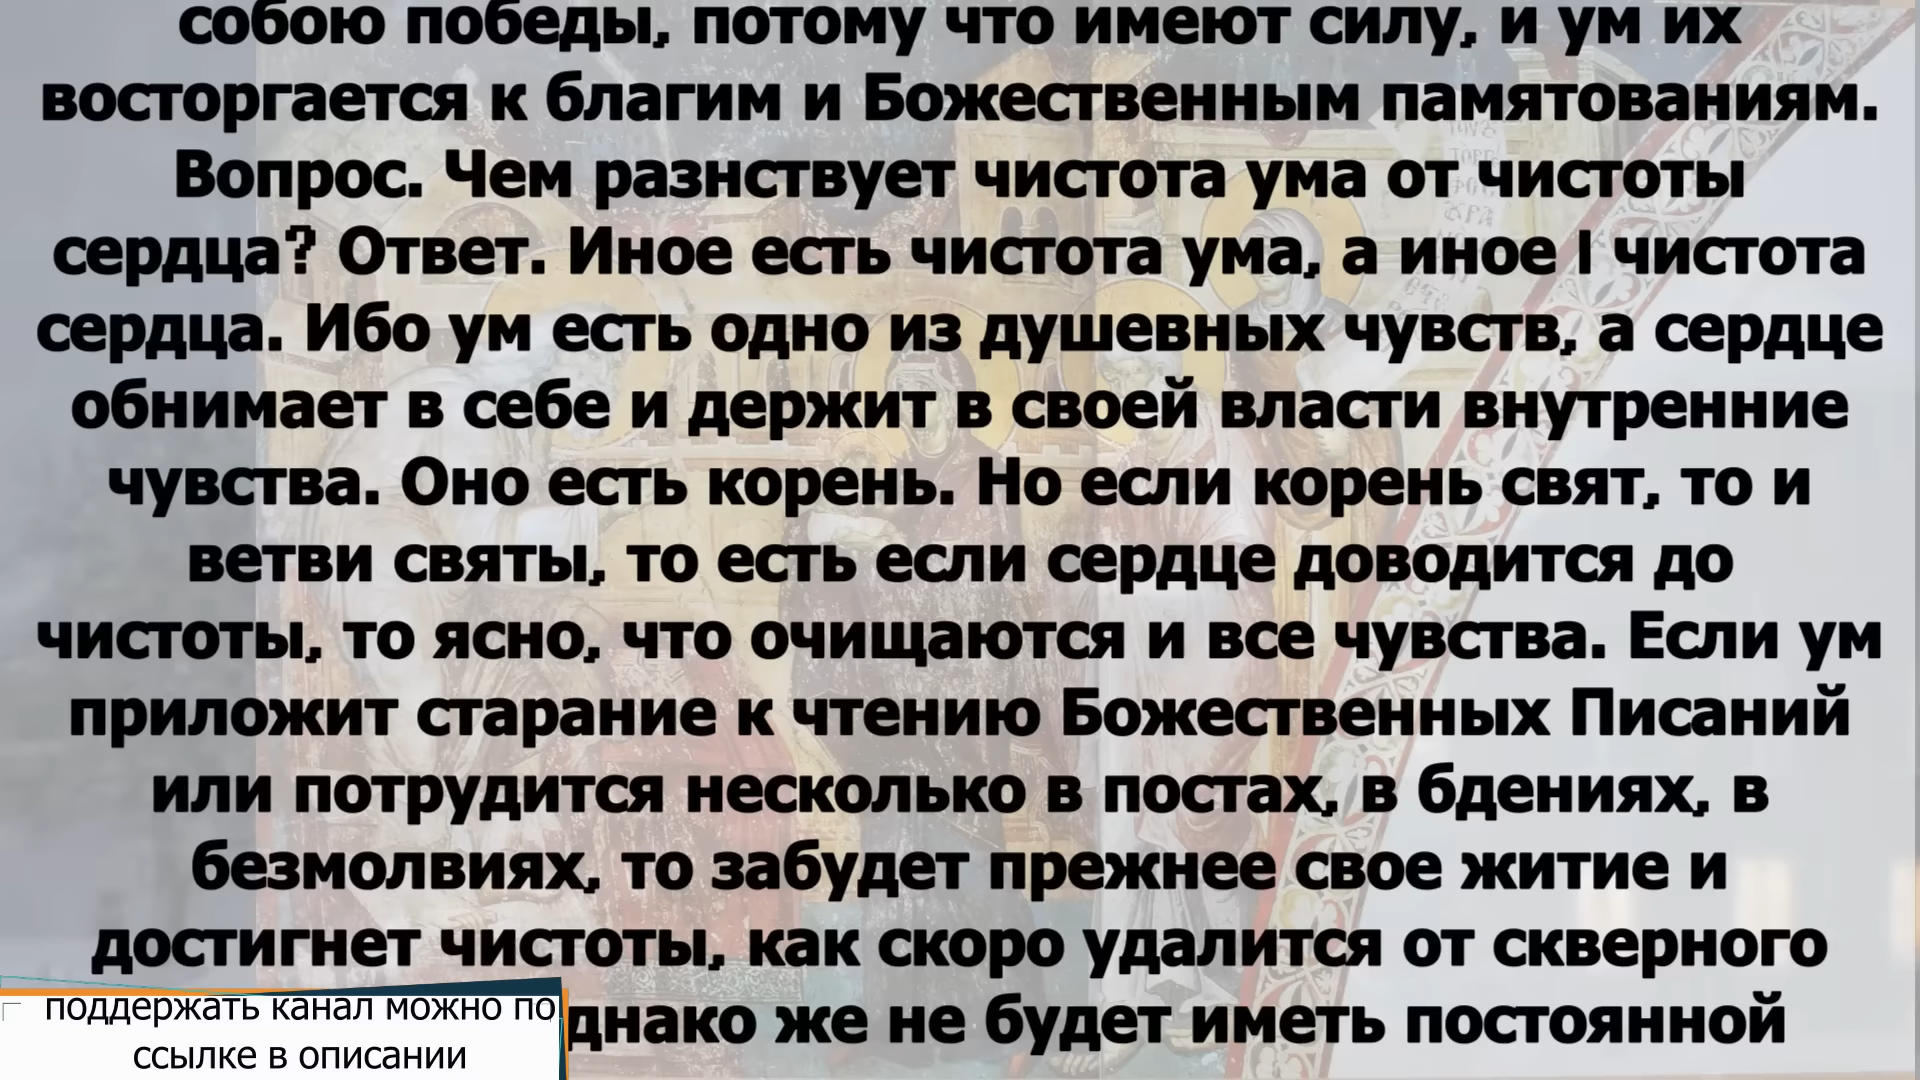 собою победы, потому что имеют силу, и ум их
восторгается к благим и Божественным памятованиям.
Вопрос. Чем разнствует чистота ума от чистоты
сердца? Ответ. Иное есть чистота ума, а иное I чистота
сердца. Ибо ум есть одно из душевных чувств, а сердце
обнимает в себе и держит в своей власти внутренние
чувства. Оно есть корень. Но если корень свят, то и
ветви святы, то есть если сердце доводится до
чистоты, то ясно, что очищаются и все чувства. Если ум
приложит старание к чтению Божественных Писаний
или потрудится несколько в постах, в бдениях, в
безмолвиях, то забудет прежнее свое житие и
достигнет чистоты, как скоро удалится от скверного
днако же не будет иметь постоянной
поддержать канал можно по
ссылке в описании